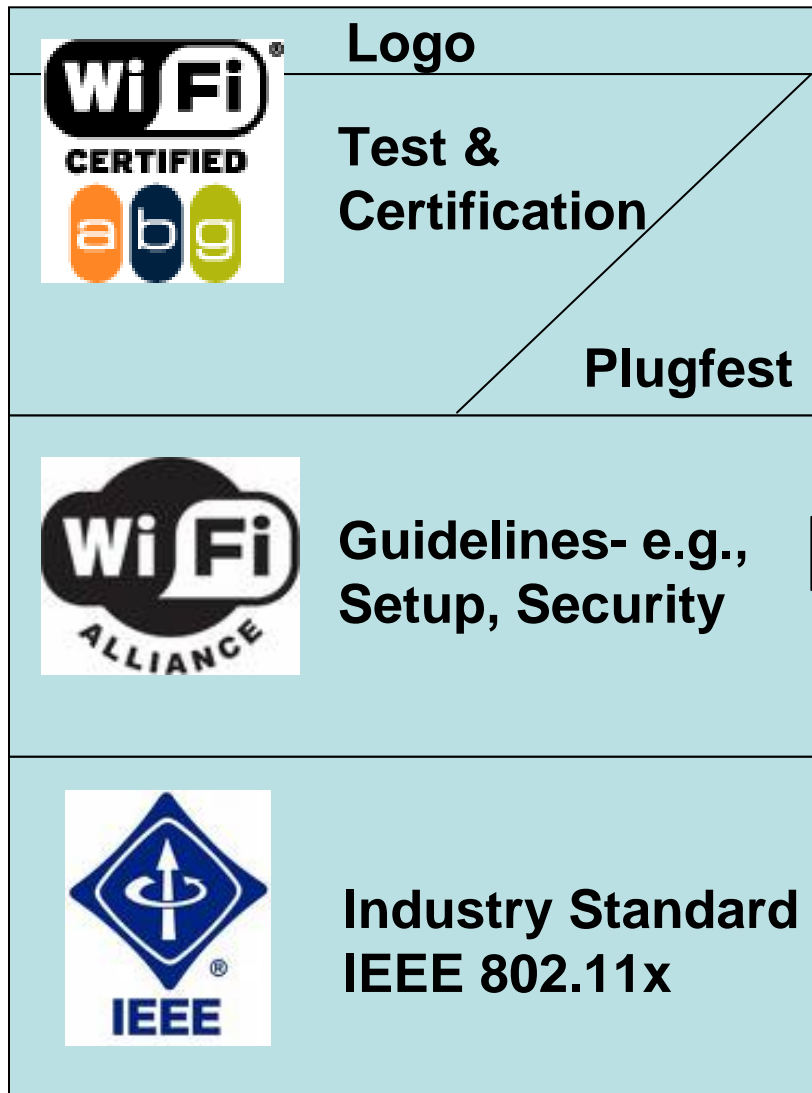 Logo
Wi Fi ®
CERTIFIED
a b g
Test &
Certification
Plugfest
Wi Fi
ALLIANCE
Guidelines- e.g.,
Setup, Security
®
IEEE
Industry Standard
IEEE 802.11x